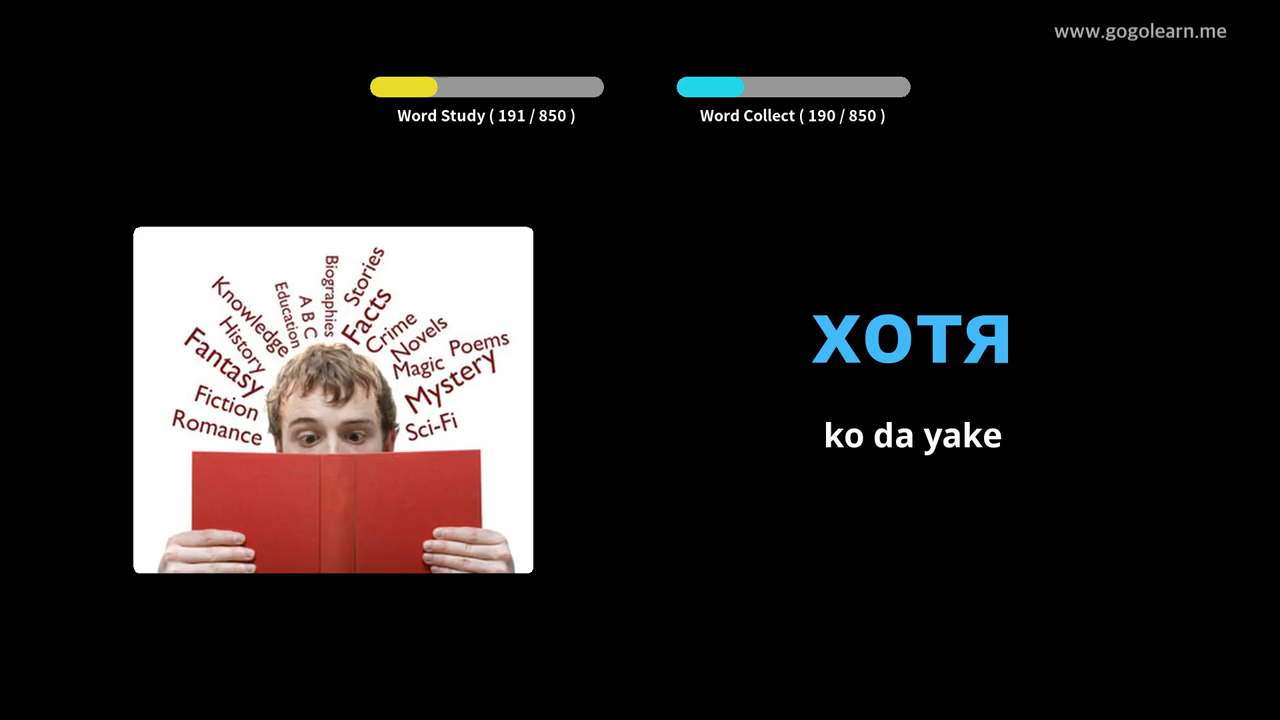 www.gogolearn.me
Word Study ( 191 / 850 )
Word Collect ( 190 / 850 )
Stories
Biographies
Facts
A B C
Education
Knowledge
Crime
History
Novels
Poems
Fantasy
Magic
Mystery
Fiction
Romance
Sci-Fi
хотя
ko da yake